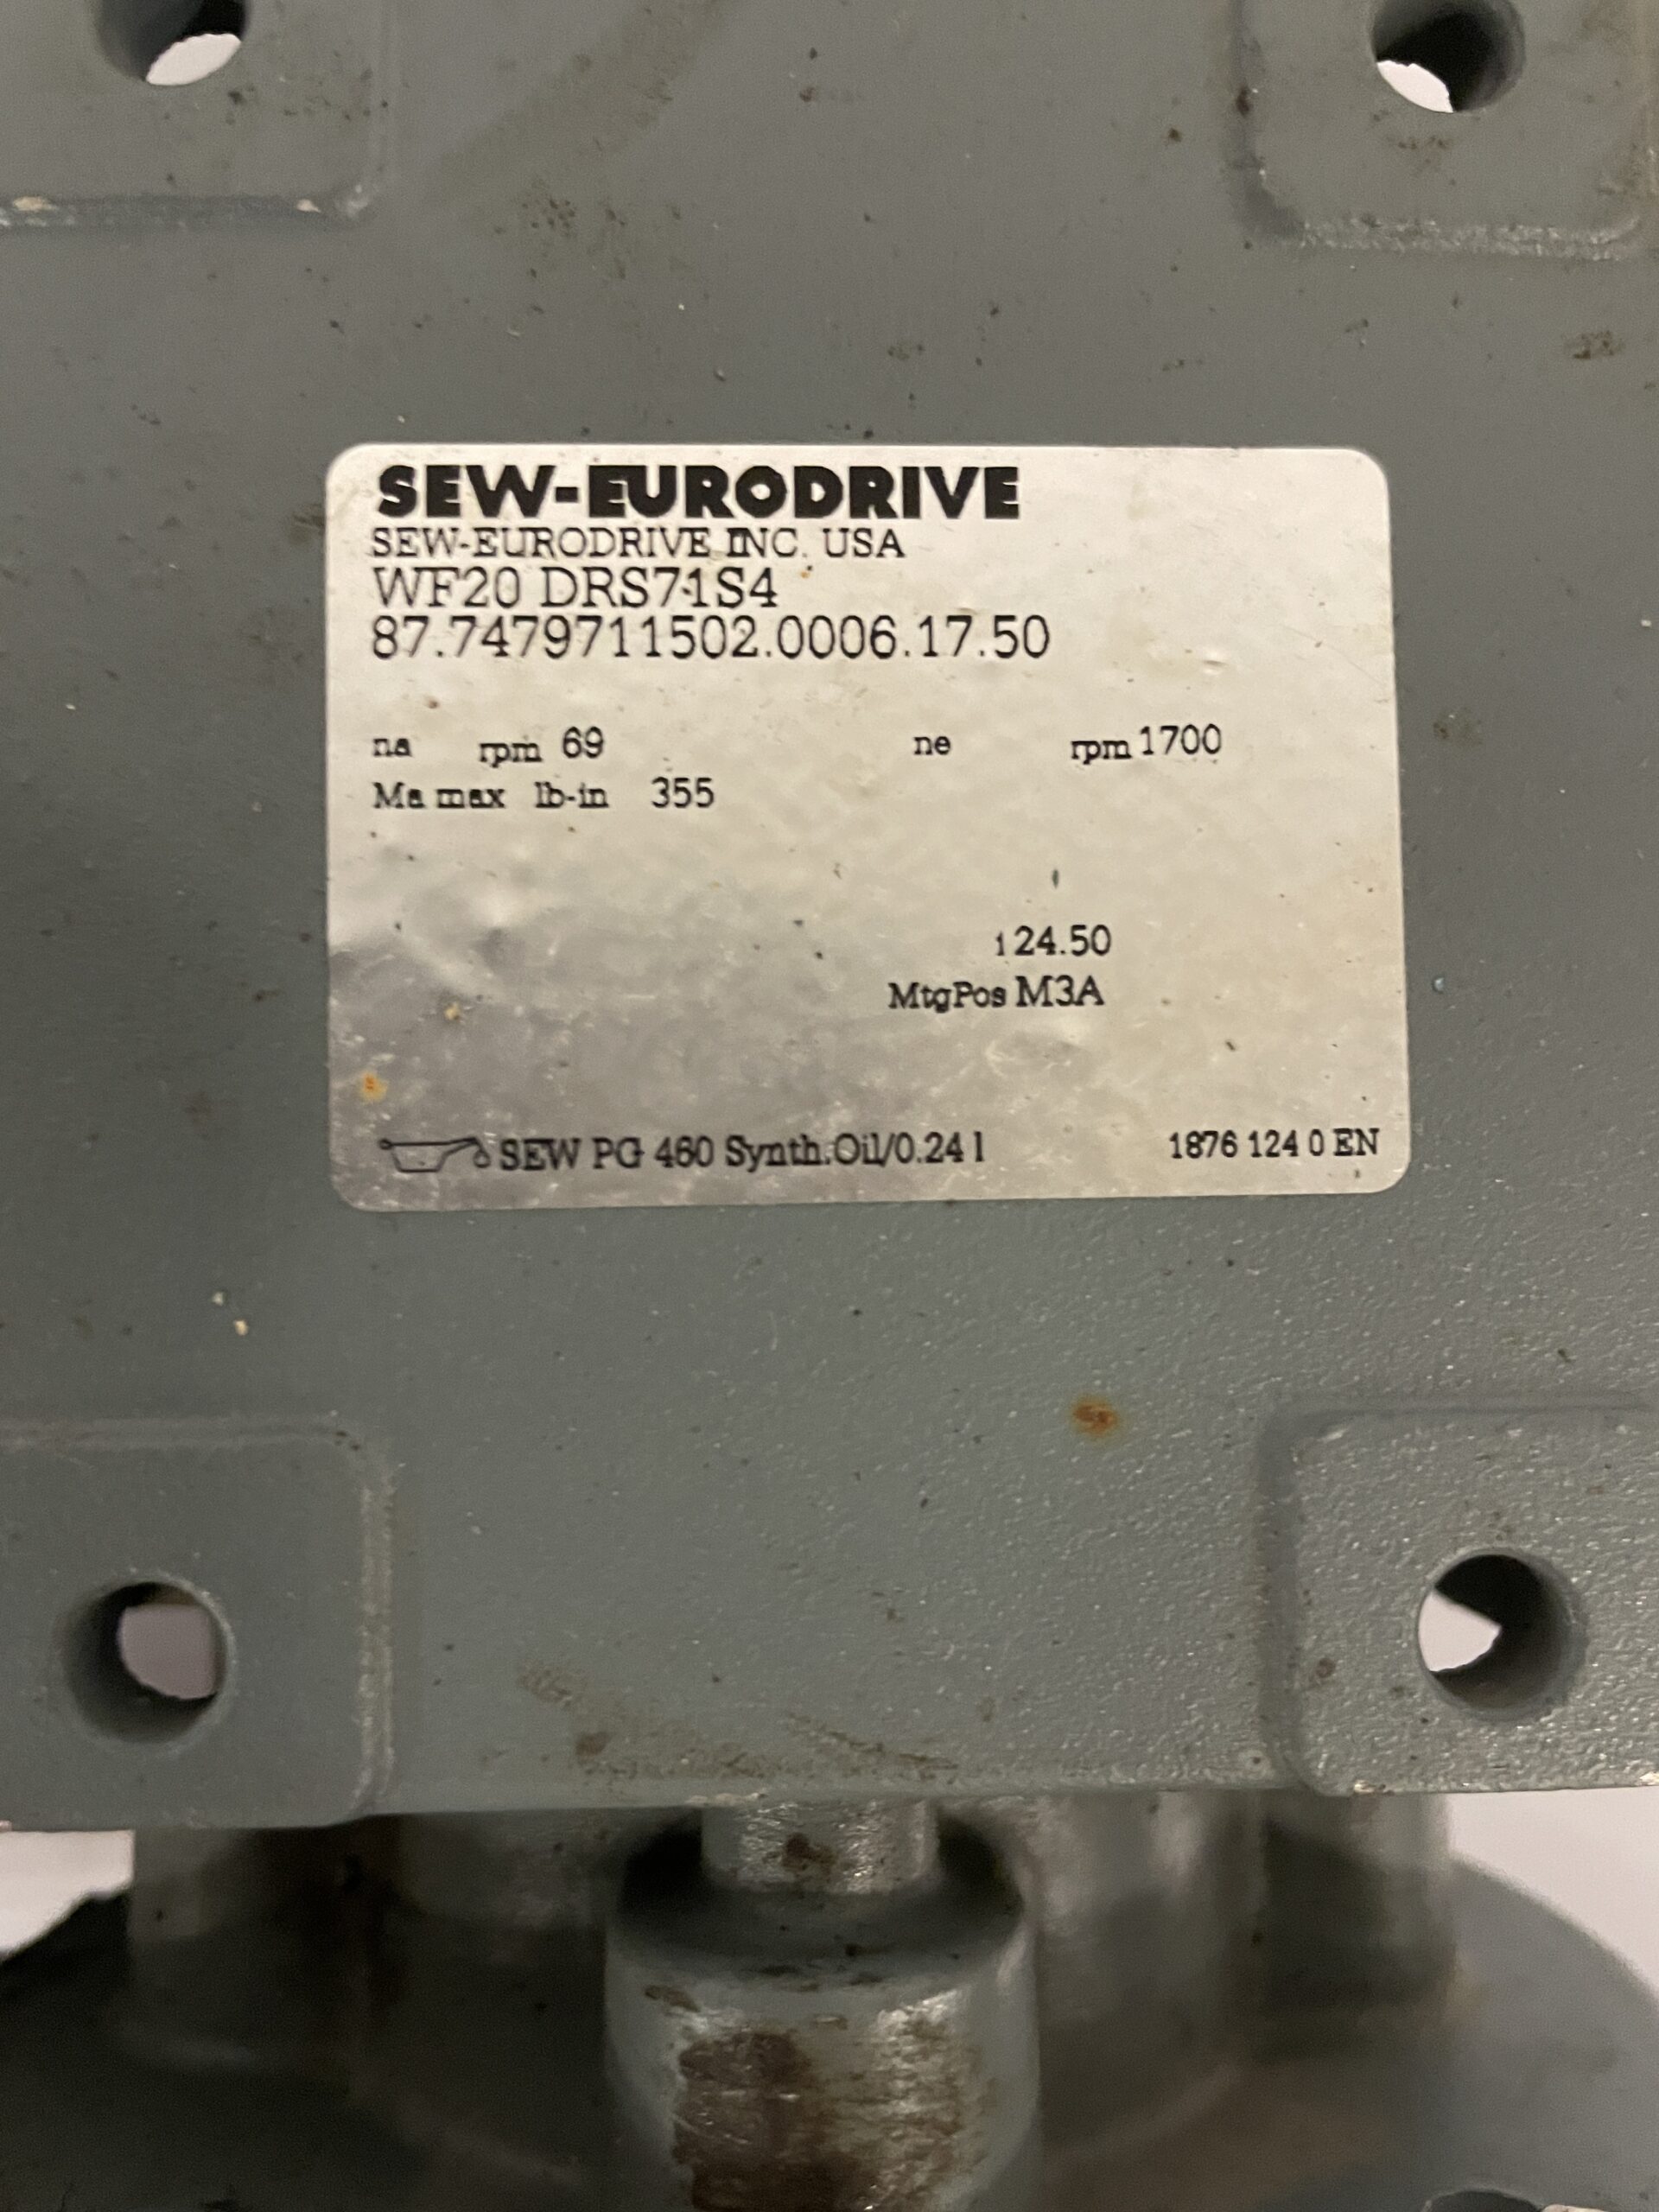 SEW-EURODRIVE
SEW-EURODRIVE INC. USA
WF20 DRS71S4
87.7479711502.0006.17.50
na rpm 69 ne rpm 1700
Ma max lb-in 355
i 24.50
MtgPos M3A
SEW PG 460 Synth.Oil/0.24 l 1876 124 0 EN